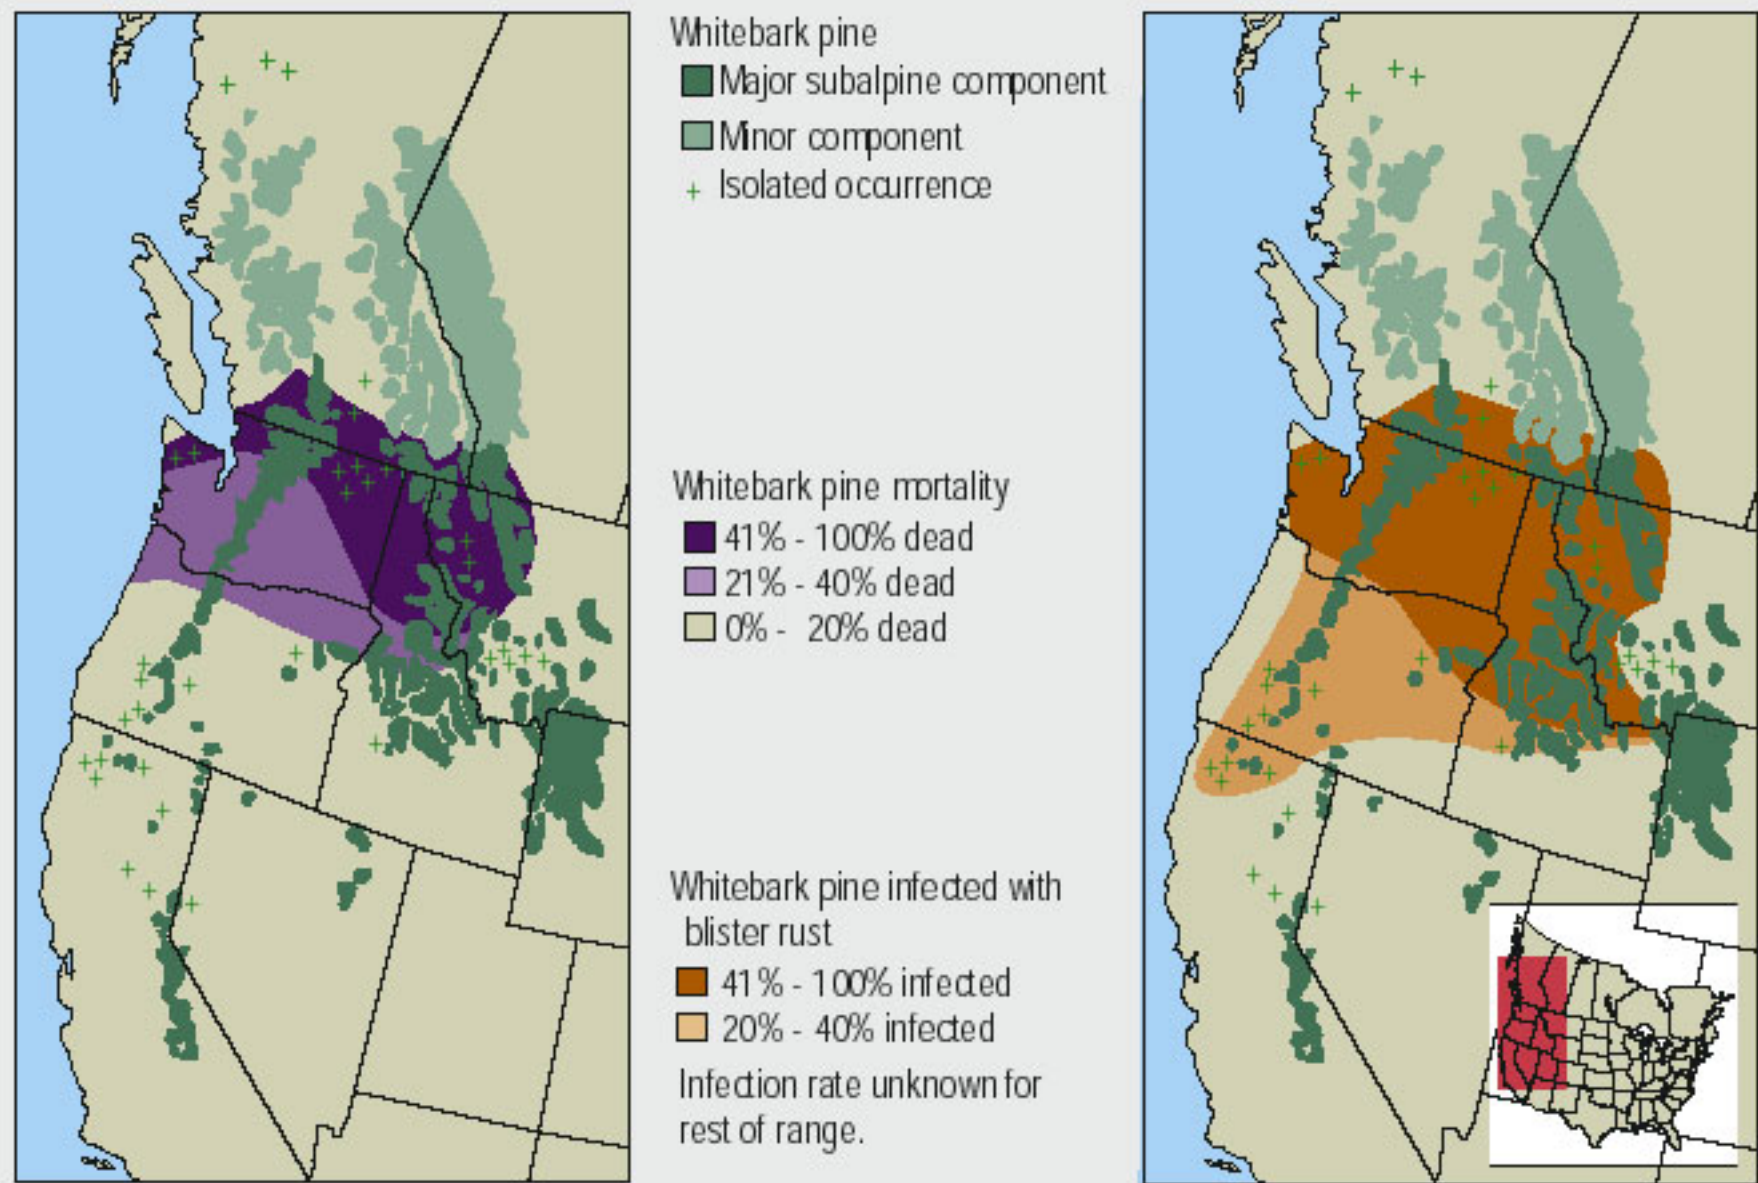 Whitebark pine
Major subalpine component
Minor component
Isolated occurrence
Whitebark pine mortality
41% - 100% dead
21% - 40% dead
0% - 20% dead
Whitebark pine infected with
blister rust
41% - 100% infected
20% - 40% infected
Infection rate unknown for
rest of range.